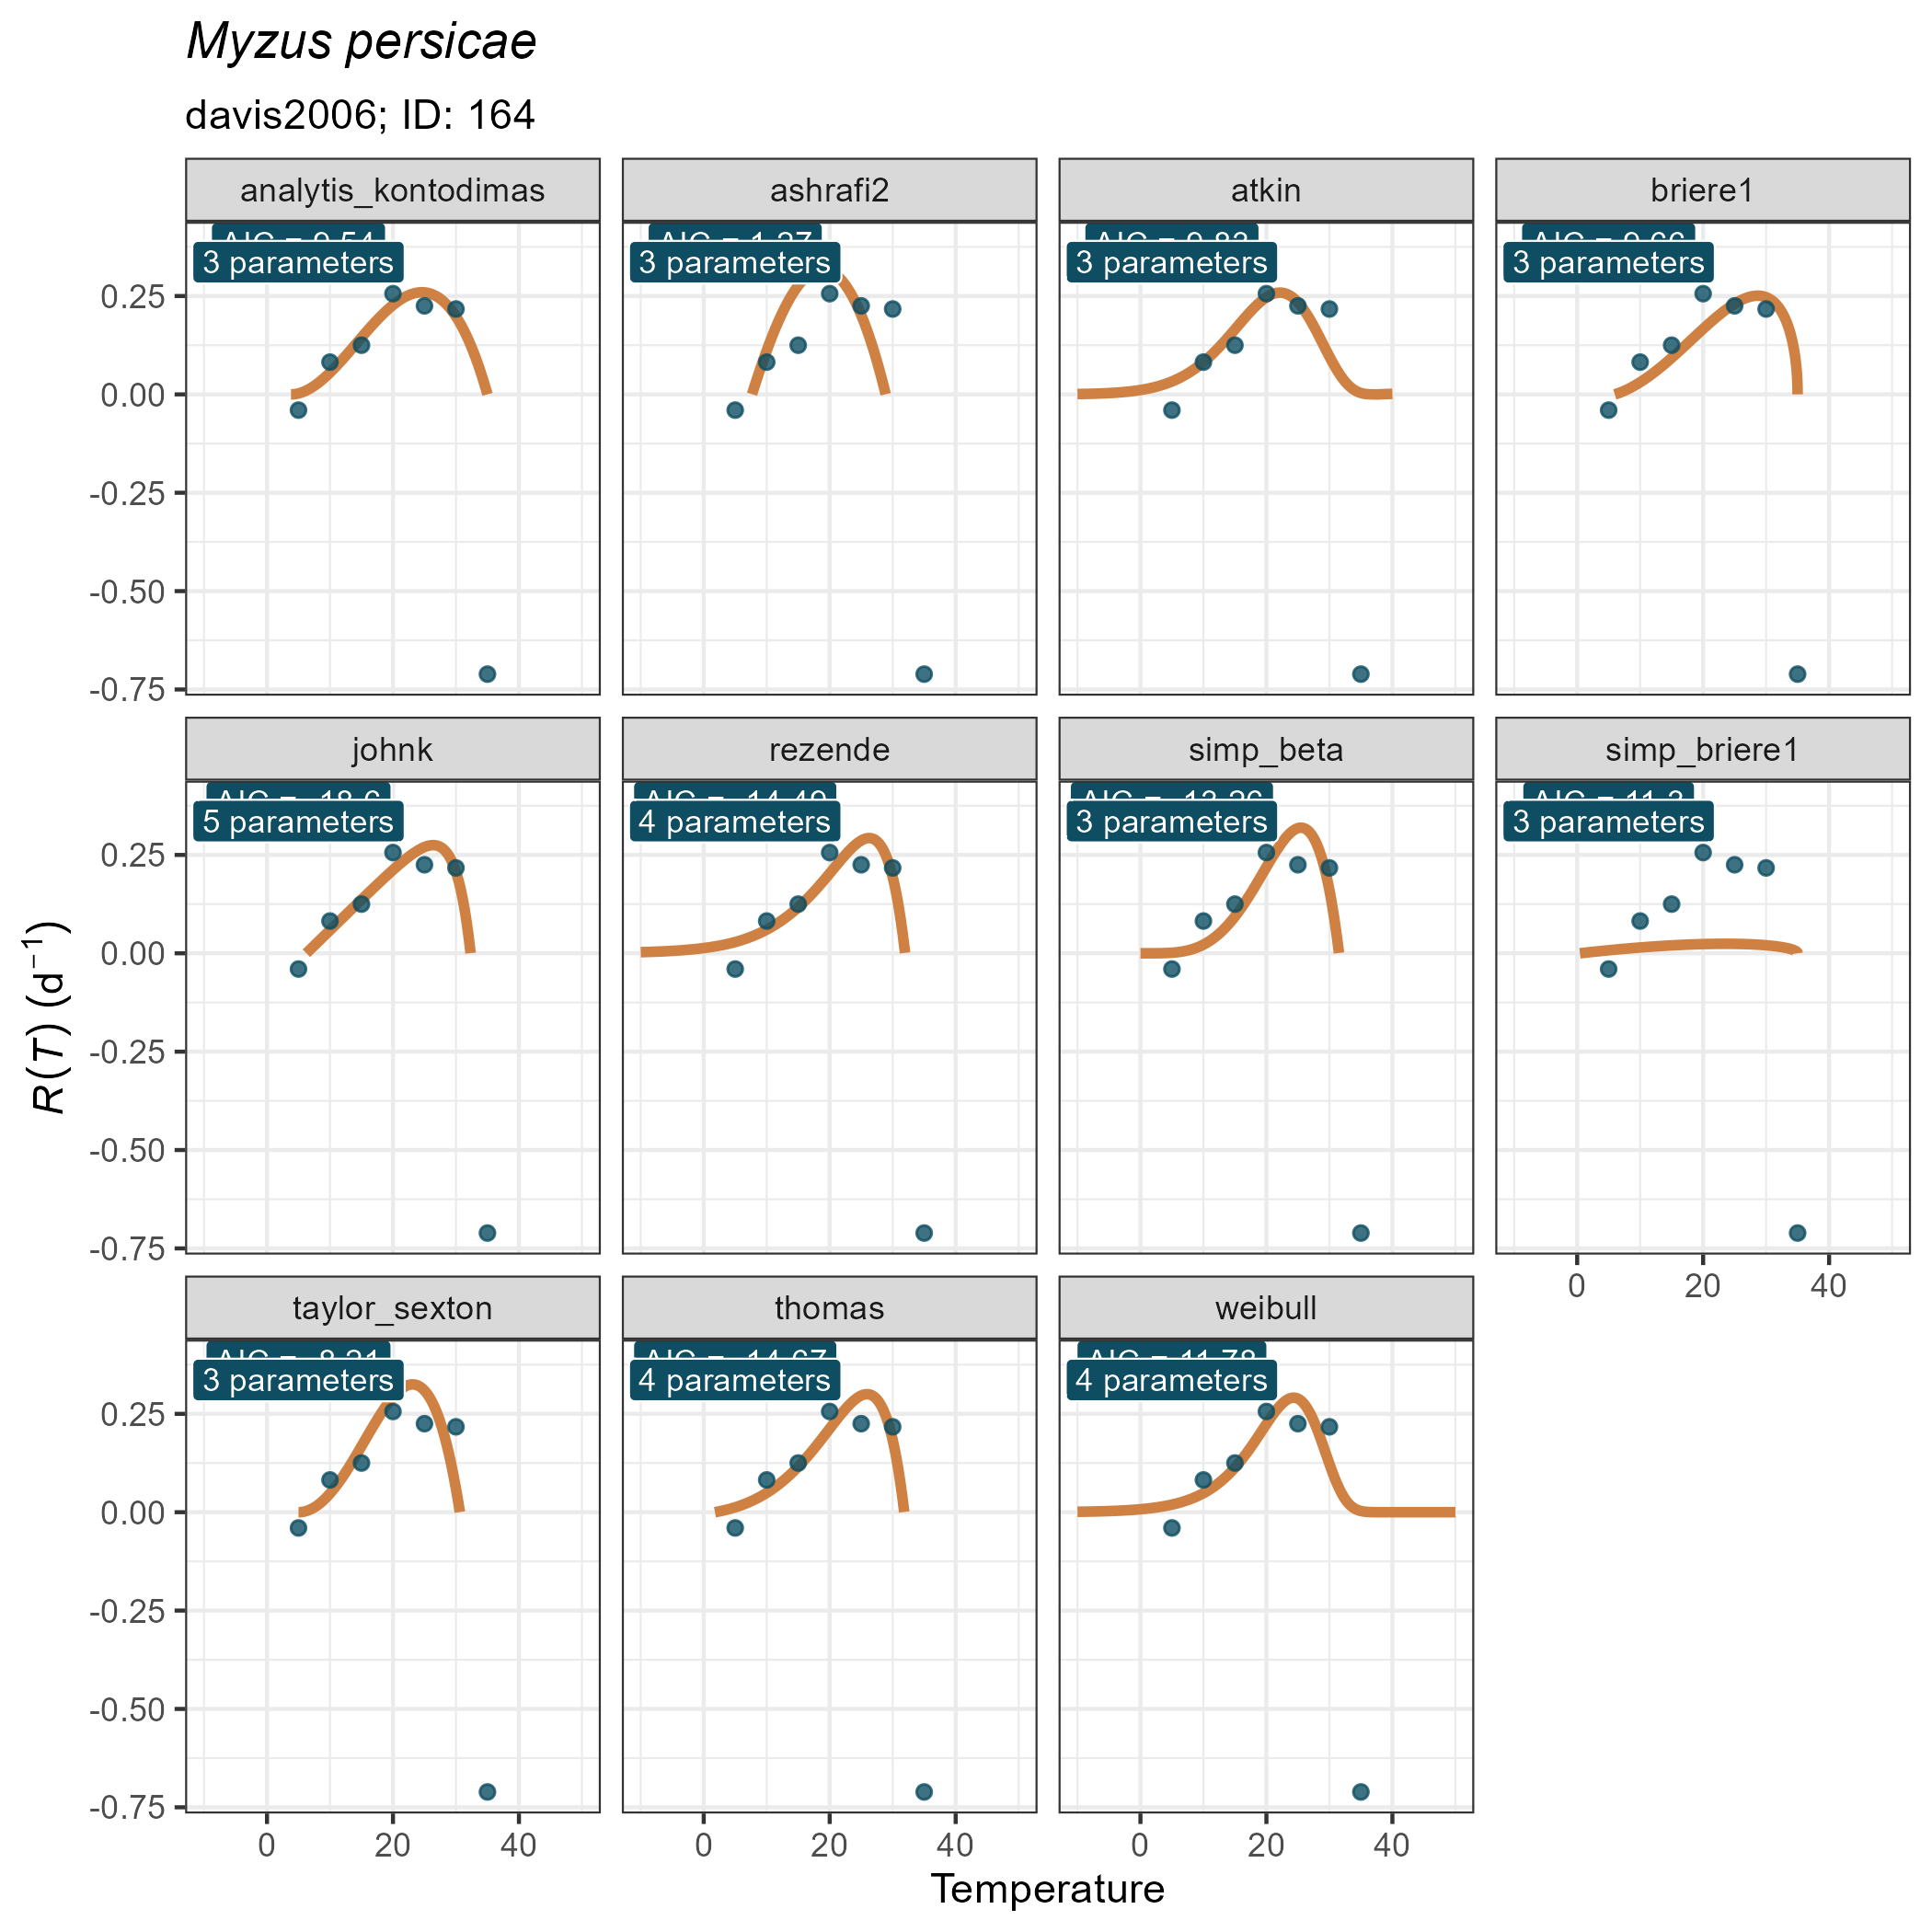 Myzus persicae
davis2006; ID: 164
analytis_kontodimas
ashrafi2
atkin
briere1
3 parameters
3 parameters
3 parameters
3 parameters
0.25
0.00
-0.25
-0.50
-0.75
johnk
rezende
simp_beta
simp_briere1
5 parameters
4 parameters
3 parameters
3 parameters
0.25
0.00
-0.25
-0.50
-0.75
0 20 40
taylor_sexton
thomas
weibull
3 parameters
4 parameters
4 parameters
0.25
0.00
-0.25
-0.50
-0.75
0 20 40
0 20 40
0 20 40
Temperature
R(T) (d⁻¹)